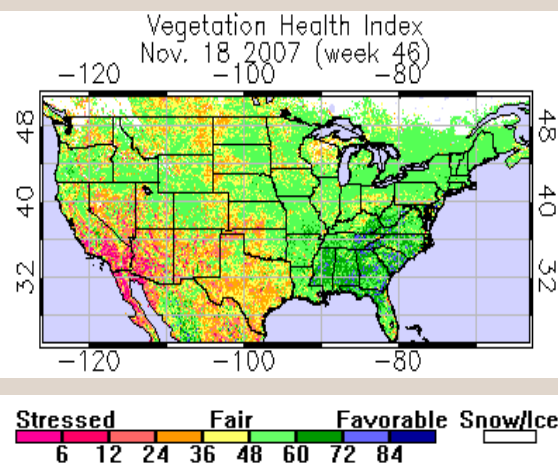 Vegetation Health Index
Nov. 18 2007 (week 46)
-120 -100 -80
48 48
40 40
32 32
-120 -100 -80
Stressed Fair Favorable Snow/Ice
6 12 24 36 48 60 72 84